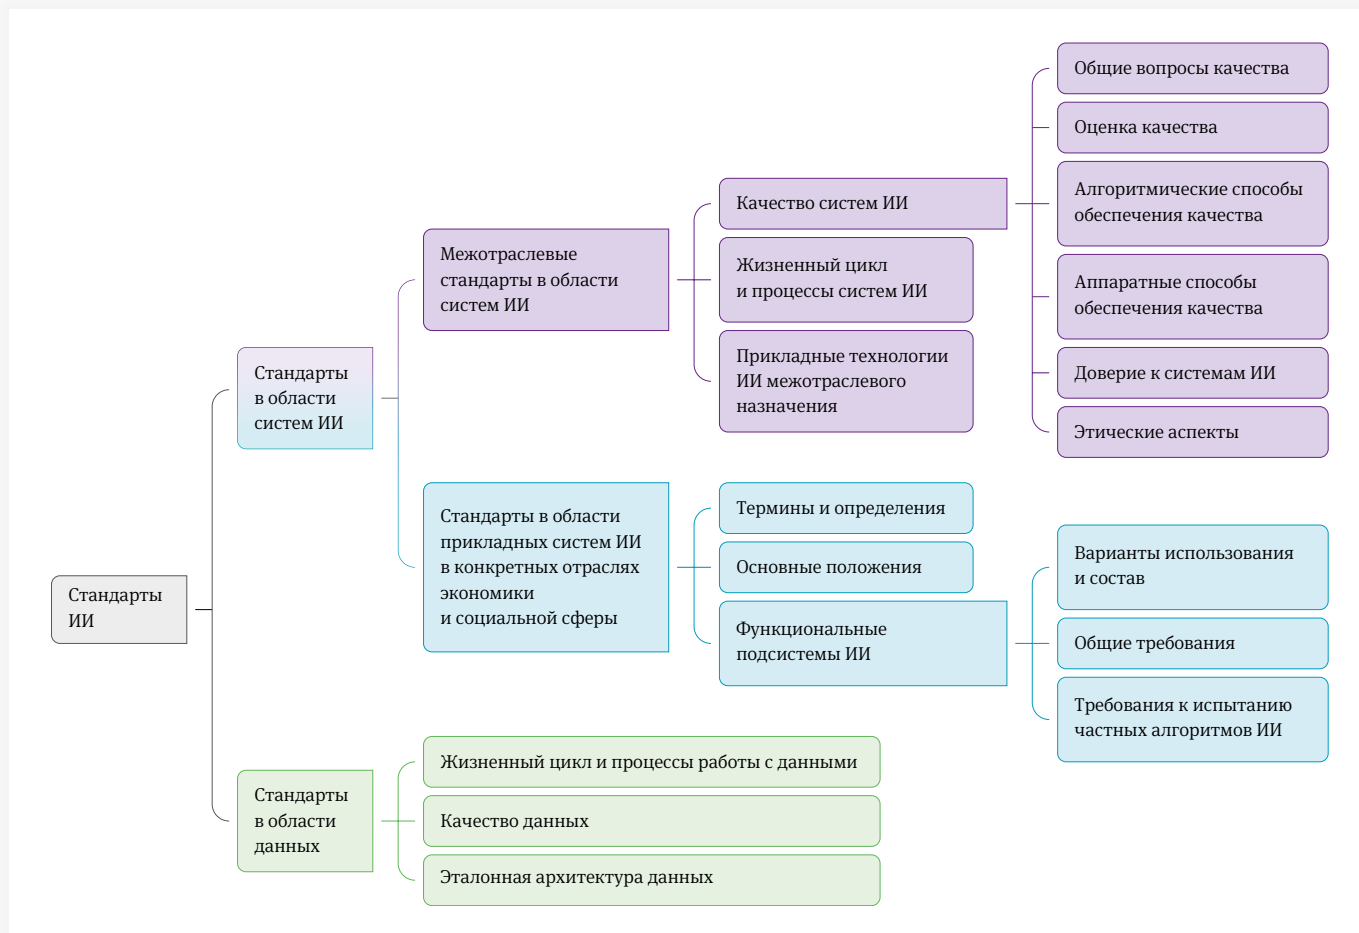 Стандарты
ИИ
Стандарты
в области
систем ИИ
Межотраслевые
стандарты в области
систем ИИ
Качество систем ИИ
Общие вопросы качества
Оценка качества
Алгоритмические способы
обеспечения качества
Аппаратные способы
обеспечения качества
Доверие к системам ИИ
Этические аспекты
Жизненный цикл
и процессы систем ИИ
Прикладные технологии
ИИ межотраслевого
назначения
Стандарты в области
прикладных систем ИИ
в конкретных отраслях
экономики
и социальной сферы
Термины и определения
Основные положения
Функциональные
подсистемы ИИ
Варианты использования
и состав
Общие требования
Требования к испытанию
частных алгоритмов ИИ
Стандарты
в области
данных
Жизненный цикл и процессы работы с данными
Качество данных
Эталонная архитектура данных